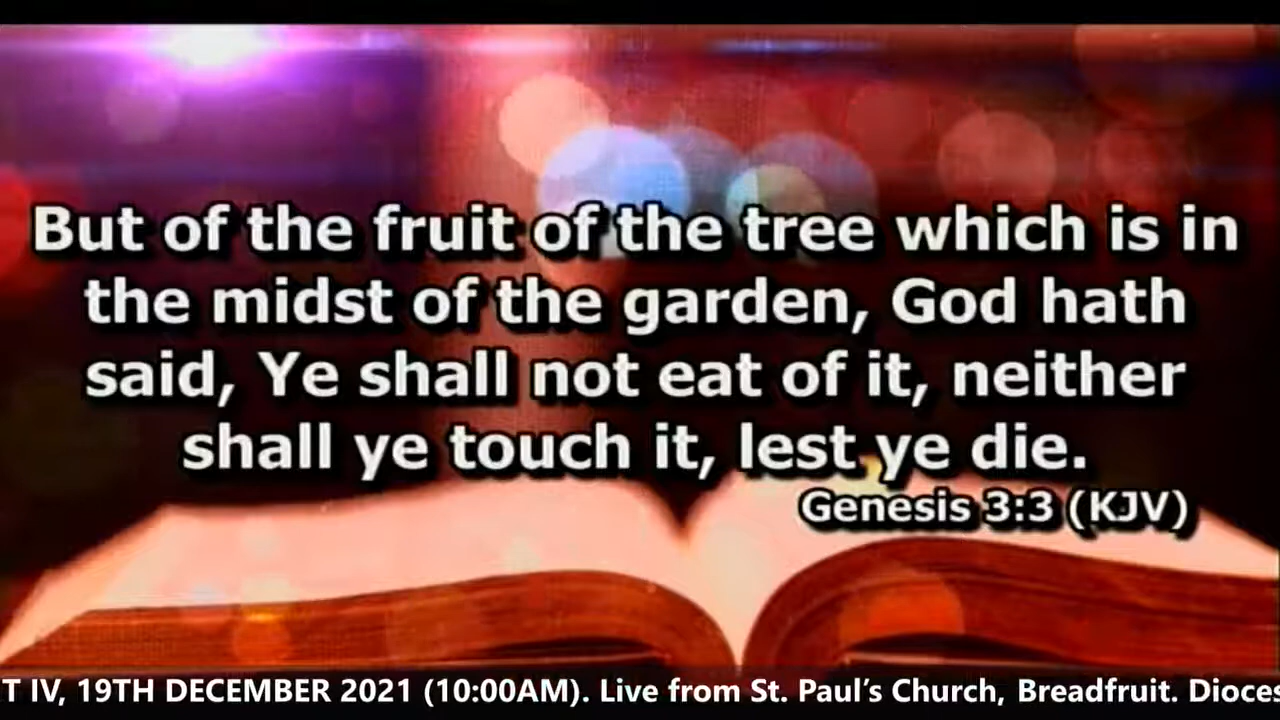 But of the fruit of the tree which is in
the midst of the garden, God hath
said, Ye shall not eat of it, neither
shall ye touch it, lest ye die.
Genesis 3:3 (KJV)
T IV, 19TH DECEMBER 2021 (10:00AM). Live from St. Paul's Church, Breadfruit. Dioces